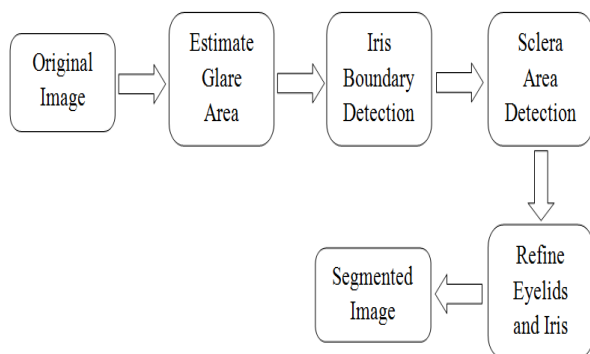 Original
Image
Estimate
Glare
Area
Iris
Boundary
Detection
Sclera
Area
Detection
Refine
Eyelids
and Iris
Segmented
Image